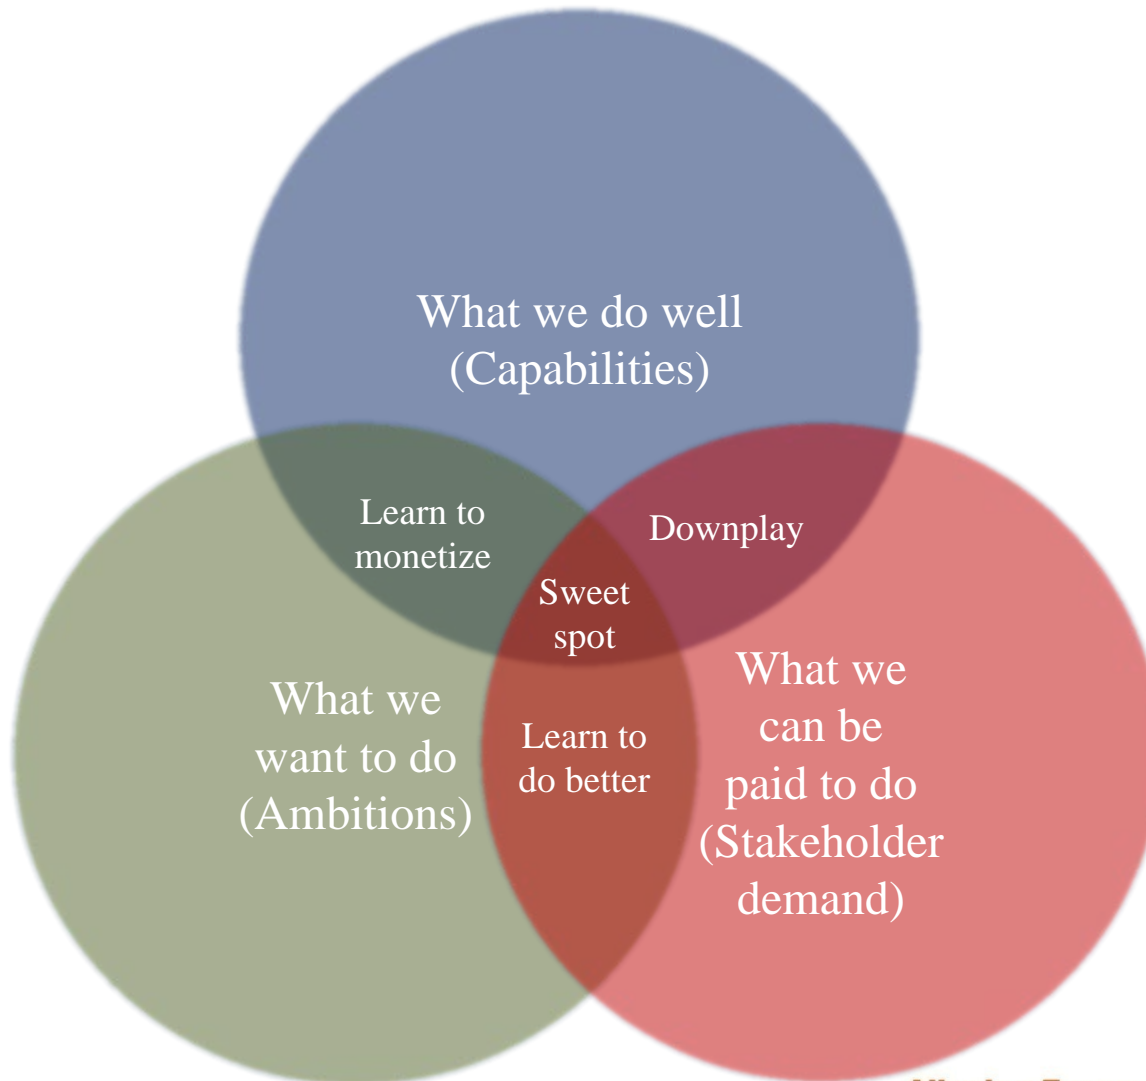 What we do well
(Capabilities)
Learn to
monetize
Downplay
Sweet
spot
What we
want to do
(Ambitions)
Learn to
do better
What we
can be
paid to do
(Stakeholder
demand)